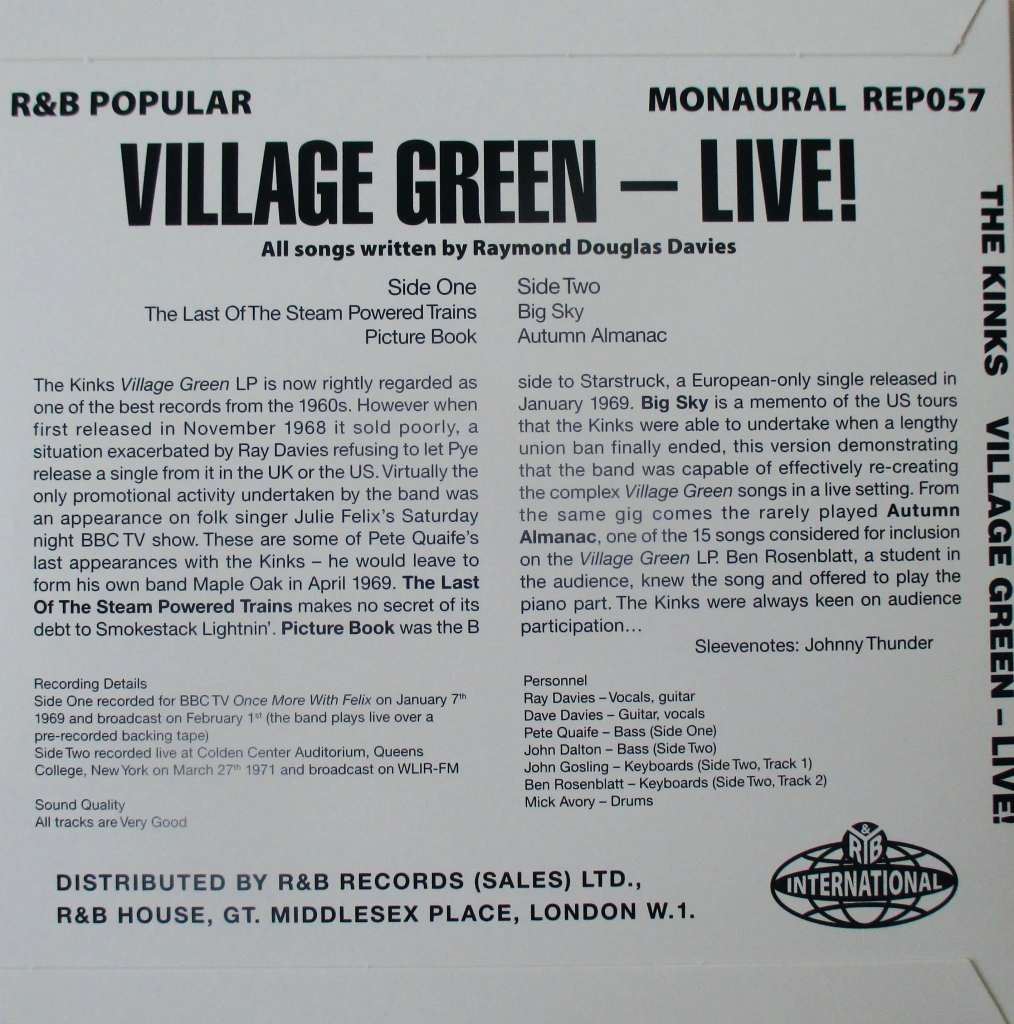 R&B POPULAR
MONAURAL REP057
VILLAGE GREEN – LIVE!
All songs written by Raymond Douglas Davies
Side One
The Last Of The Steam Powered Trains
Picture Book
Side Two
Big Sky
Autumn Almanac
The Kinks Village Green LP is now rightly regarded as
one of the best records from the 1960s. However when
first released in November 1968 it sold poorly, a
situation exacerbated by Ray Davies refusing to let Pye
release a single from it in the UK or the US. Virtually the
only promotional activity undertaken by the band was
an appearance on folk singer Julie Felix's Saturday
night BBC TV show. These are some of Pete Quaife's
last appearances with the Kinks – he would leave to
form his own band Maple Oak in April 1969. The Last
Of The Steam Powered Trains makes no secret of its
debt to Smokestack Lightnin'. Picture Book was the B
side to Starstruck, a European-only single released in
January 1969. Big Sky is a memento of the US tours
that the Kinks were able to undertake when a lengthy
union ban finally ended, this version demonstrating
that the band was capable of effectively re-creating
the complex Village Green songs in a live setting. From
the same gig comes the rarely played Autumn
Almanac, one of the 15 songs considered for inclusion
on the Village Green LP. Ben Rosenblatt, a student in
the audience, knew the song and offered to play the
piano part. The Kinks were always keen on audience
participation…
Sleevenotes: Johnny Thunder
Recording Details
Side One recorded for BBC TV Once More With Felix on January 7th
1969 and broadcast on February 1st (the band plays live over a
pre-recorded backing tape)
Side Two recorded live at Colden Center Auditorium, Queens
College, New York on March 27th 1971 and broadcast on WLIR-FM
Sound Quality
All tracks are Very Good
Personnel
Ray Davies – Vocals, guitar
Dave Davies – Guitar, vocals
Pete Quaife – Bass (Side One)
John Dalton – Bass (Side Two)
John Gosling – Keyboards (Side Two, Track 1)
Ben Rosenblatt – Keyboards (Side Two, Track 2)
Mick Avory – Drums
DISTRIBUTED BY R&B RECORDS (SALES) LTD.,
R&B HOUSE, GT. MIDDLESEX PLACE, LONDON W.1.
R&B
INTERNATIONAL
THE KINKS VILLAGE GREEN – LIVE!